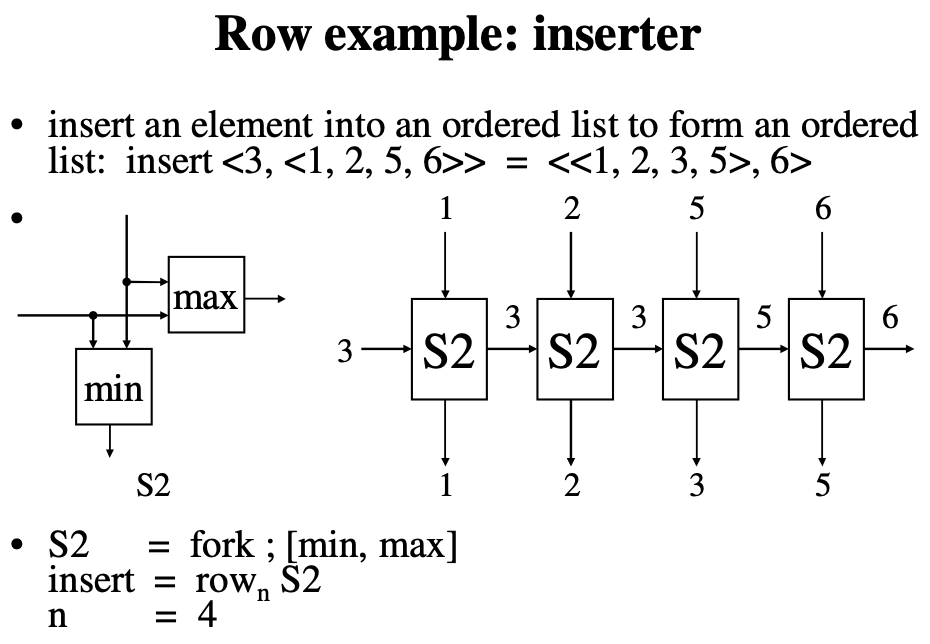 Row example: inserter
• insert an element into an ordered list to form an ordered
list: insert <3, <1, 2, 5, 6>> = <<1, 2, 3, 5>, 6>
•
max
min
S2
1 2 5 6
3 S2 3 S2 3 S2 5 S2 6
1 2 3 5
• S2 = fork ; [min, max]
insert = rowₙ S2
n = 4